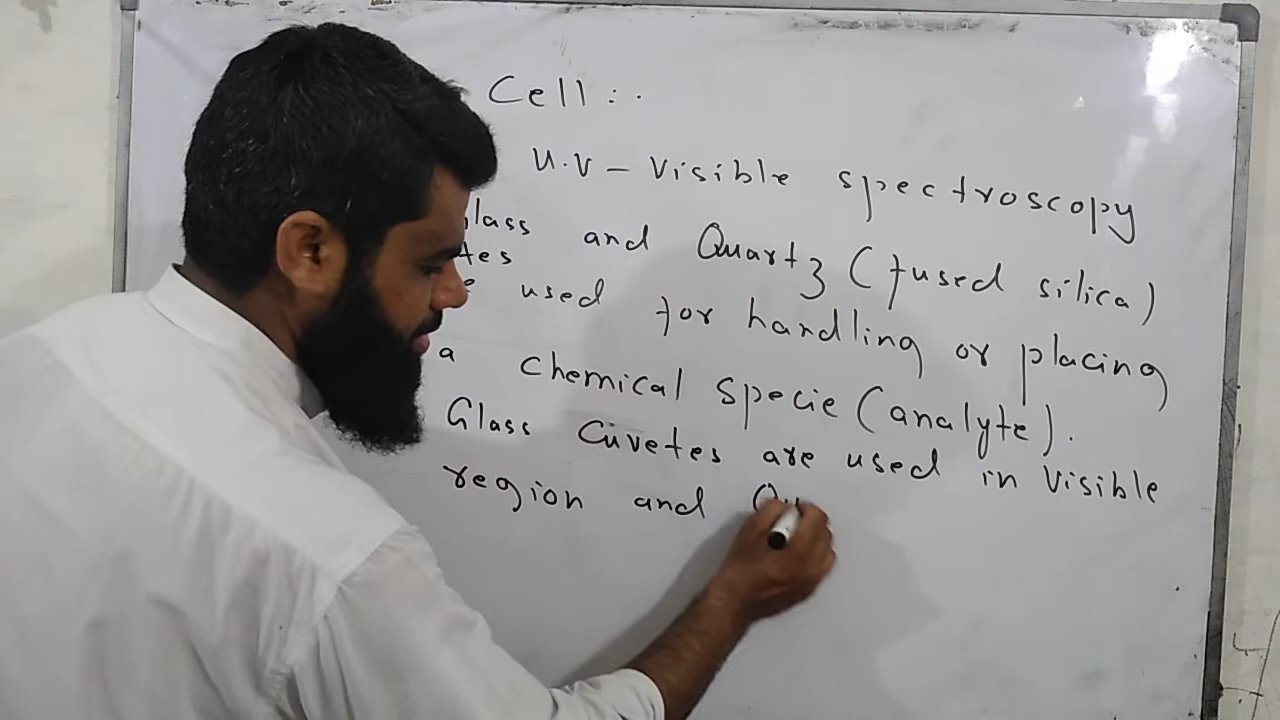 Cell :.
U.V - Visible spectroscopy
and Quartz (fused silica)
used for handling or placing
a chemical specie (analyte).
Glass Cuvetes are used in Visible
region and